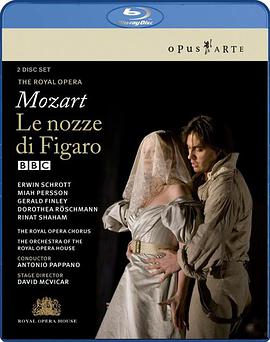 Blu-ray Disc
OPUS ARTE
2 DISC SET
THE ROYAL OPERA
Mozart
Le nozze
di Figaro
BBC
ERWIN SCHROTT
MIAH PERSSON
GERALD FINLEY
DOROTHEA RÖSCHMANN
RINAT SHAHAM
THE ROYAL OPERA CHORUS
THE ORCHESTRA OF THE
ROYAL OPERA HOUSE
CONDUCTOR
ANTONIO PAPPANO
STAGE DIRECTOR
DAVID MCVICAR
ROYAL OPERA HOUSE